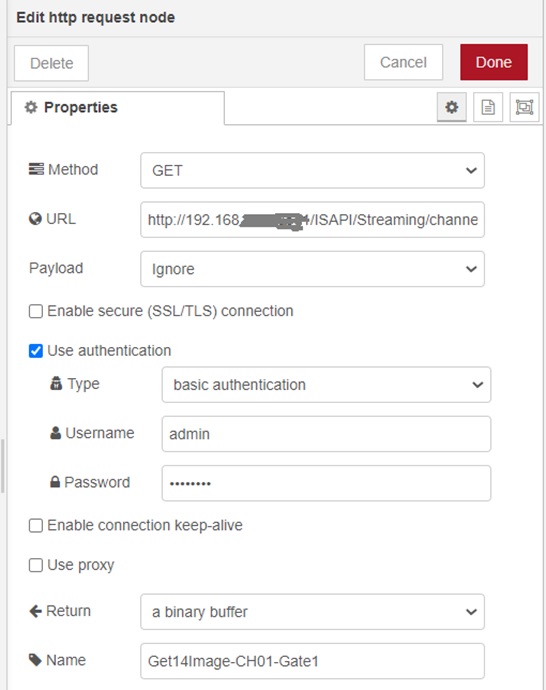 Edit http request node
Delete
Cancel
Done
Properties
Method
GET
URL
http://192.168 /ISAPI/Streaming/channe
Payload
Ignore
Enable secure (SSL/TLS) connection
Use authentication
Type
basic authentication
Username
admin
Password
••••••••
Enable connection keep-alive
Use proxy
Return
a binary buffer
Name
Get14Image-CH01-Gate1